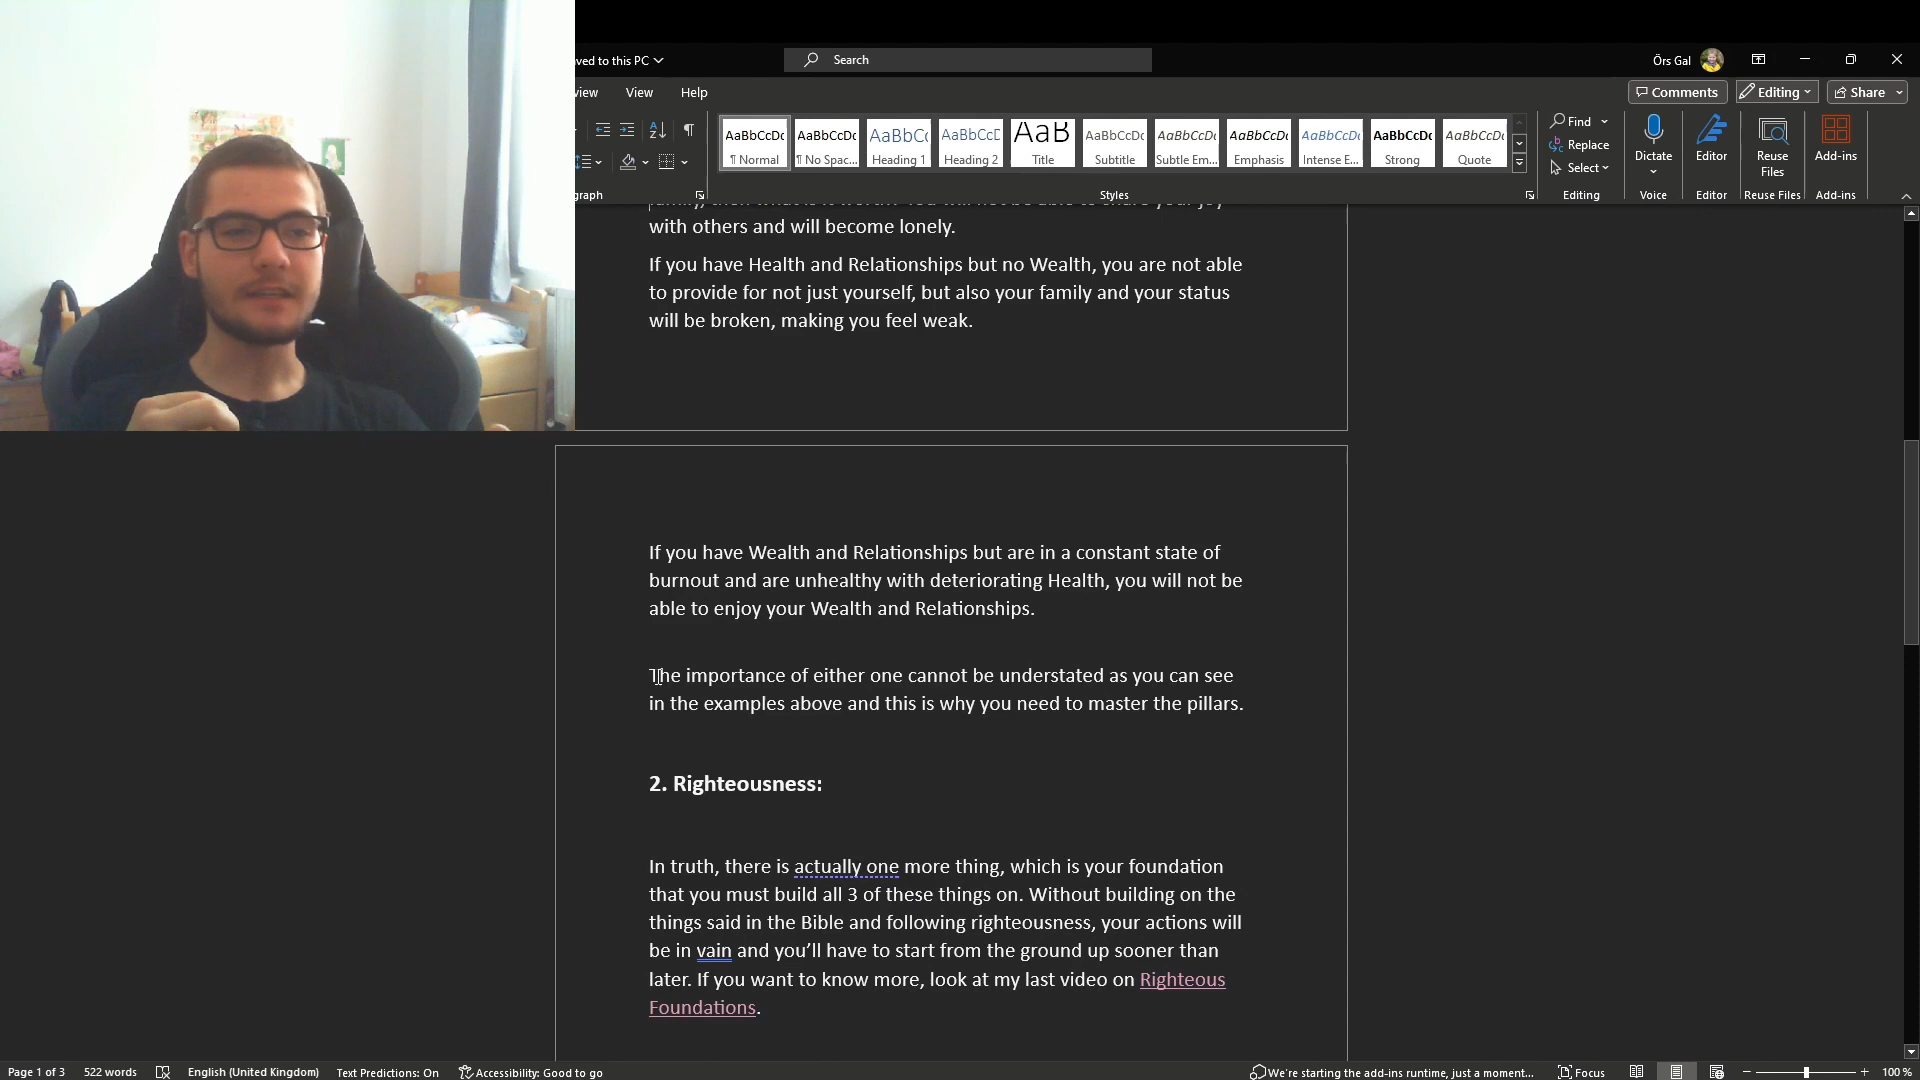 ved to this PC
Search
Örs Gal
view
View
Help
Comments
Editing
Share
AaBbCcDc
¶ Normal
AaBbCcDc
¶ No Spac...
AaBbC
Heading 1
AaBbCcD
Heading 2
AaB
Title
AaBbCcDc
Subtitle
AaBbCcDc
Subtle Em...
AaBbCcDc
Emphasis
AaBbCcDc
Intense E...
AaBbCcDc
Strong
AaBbCcDc
Quote
Find
Replace
Select
Dictate
Editor
Reuse
Files
Add-ins
graph
Styles
Editing
Voice
Editor
Reuse Files
Add-ins
with others and will become lonely.
If you have Health and Relationships but no Wealth, you are not able
to provide for not just yourself, but also your family and your status
will be broken, making you feel weak.
If you have Wealth and Relationships but are in a constant state of
burnout and are unhealthy with deteriorating Health, you will not be
able to enjoy your Wealth and Relationships.
The importance of either one cannot be understated as you can see
in the examples above and this is why you need to master the pillars.
2. Righteousness:
In truth, there is actually one more thing, which is your foundation
that you must build all 3 of these things on. Without building on the
things said in the Bible and following righteousness, your actions will
be in vain and you’ll have to start from the ground up sooner than
later. If you want to know more, look at my last video on Righteous
Foundations.
Page 1 of 3
522 words
English (United Kingdom)
Text Predictions: On
Accessibility: Good to go
We're starting the add-ins runtime, just a moment...
Focus
100 %